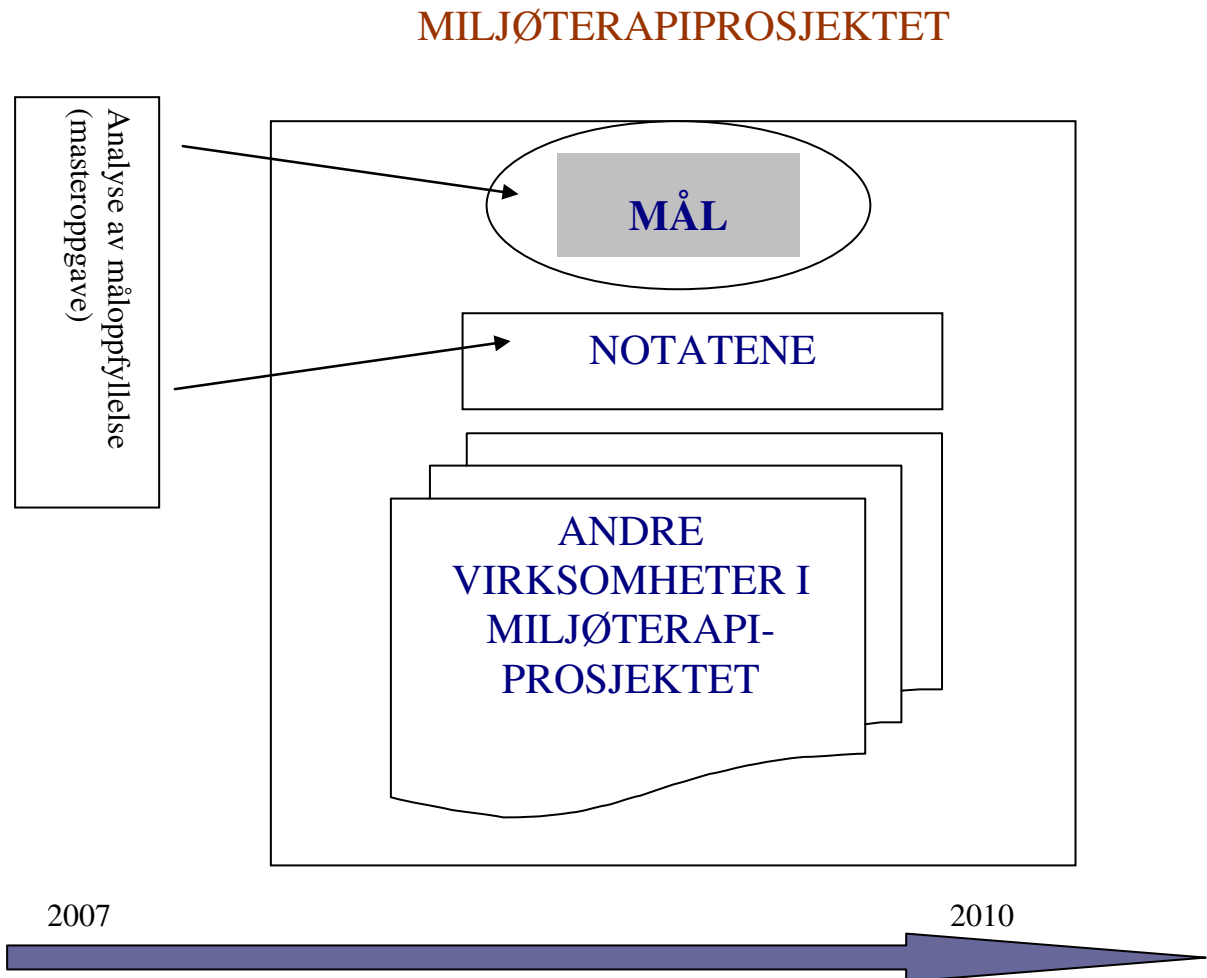 MILJØTERAPIPROSJEKTET
Analyse av måloppfyllelse
(masteroppgave)
MÅL
NOTATENE
ANDRE
VIRKSOMHETER I
MILJØTERAPI-
PROSJEKTET
2007
2010